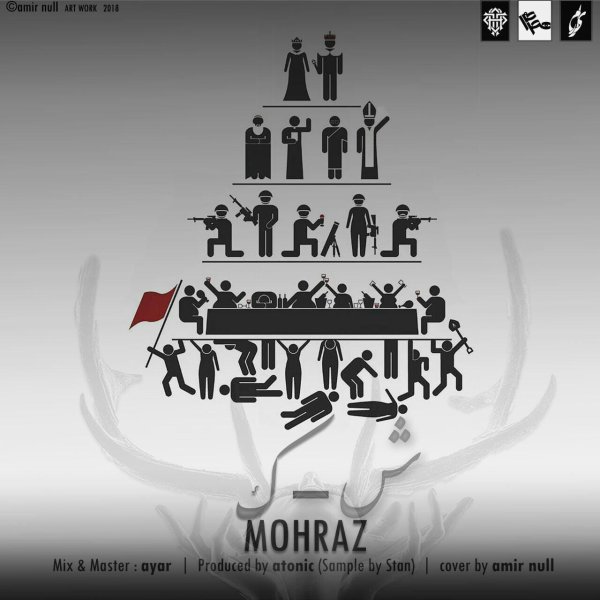 ©amir null ART WORK 2018
ش_ک
MOHRAZ
Mix & Master : ayar | Produced by atonic (Sample by Stan) | cover by amir null